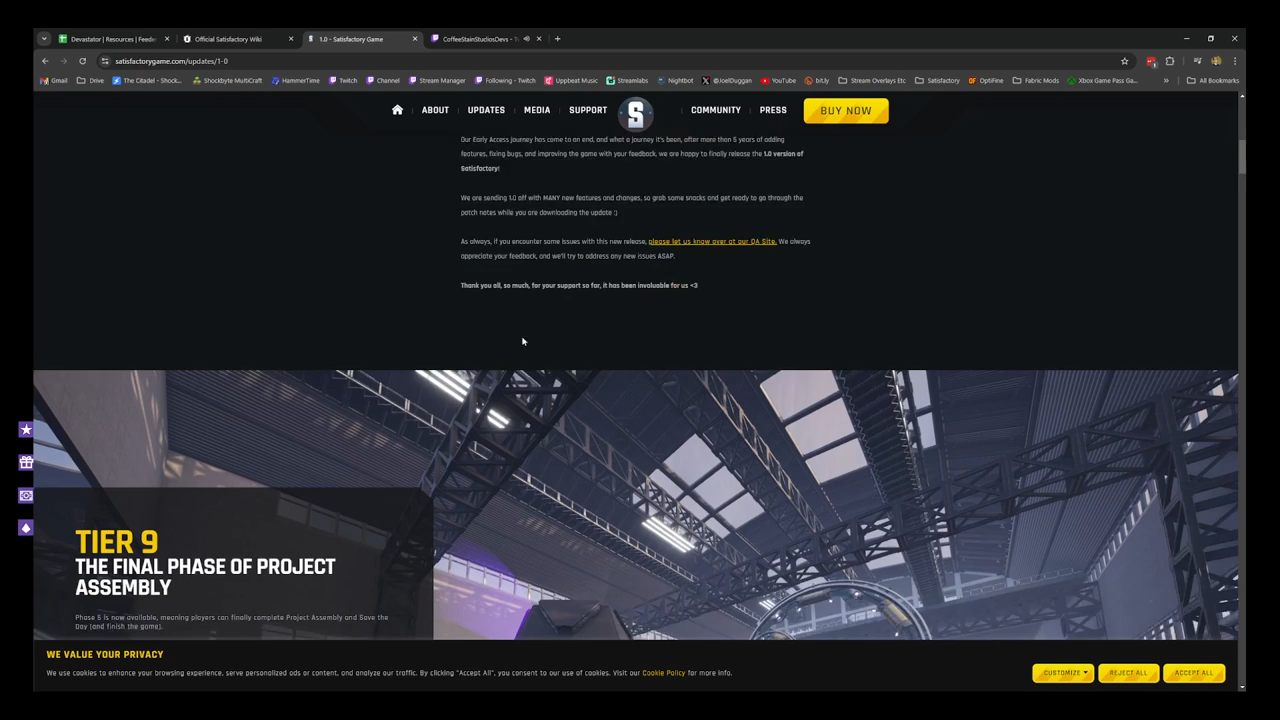 Devastator | Resources | Feede
Official Satisfactory Wiki
1.0 - Satisfactory Game
CoffeeStainStudiosDevs - T
satisfactorygame.com/updates/1-0
Gmail
Drive
The Citadel - Shock...
Shockbyte MultiCraft
HammerTime
Twitch
Channel
Stream Manager
Following - Twitch
Uppbeat Music
Streamlabs
Nightbot
@JoelDuggan
YouTube
bit.ly
Stream Overlays Etc
Satisfactory
OptiFine
Fabric Mods
Xbox Game Pass Ga...
All Bookmarks
ABOUT
UPDATES
MEDIA
SUPPORT
S
COMMUNITY
PRESS
BUY NOW
Our Early Access journey has come to an end, and what a journey it's been, after more than 5 years of adding
features, fixing bugs, and improving the game with your feedback, we are happy to finally release the 1.0 version of
Satisfactory!
We are sending 1.0 off with MANY new features and changes, so grab some snacks and get ready to go through the
patch notes while you are downloading the update ;)
As always, if you encounter some issues with this new release, please let us know over at our QA Site. We always
appreciate your feedback, and we'll try to address any new issues ASAP.
Thank you all, so much, for your support so far, it has been invaluable for us <3
TIER 9
THE FINAL PHASE OF PROJECT
ASSEMBLY
Phase 5 is now available, meaning players can finally complete Project Assembly and Save the
Day (and finish the game).
WE VALUE YOUR PRIVACY
We use cookies to enhance your browsing experience, serve personalized ads or content, and analyze our traffic. By clicking "Accept All", you consent to our use of cookies. Visit our Cookie Policy for more info.
CUSTOMIZE
REJECT ALL
ACCEPT ALL